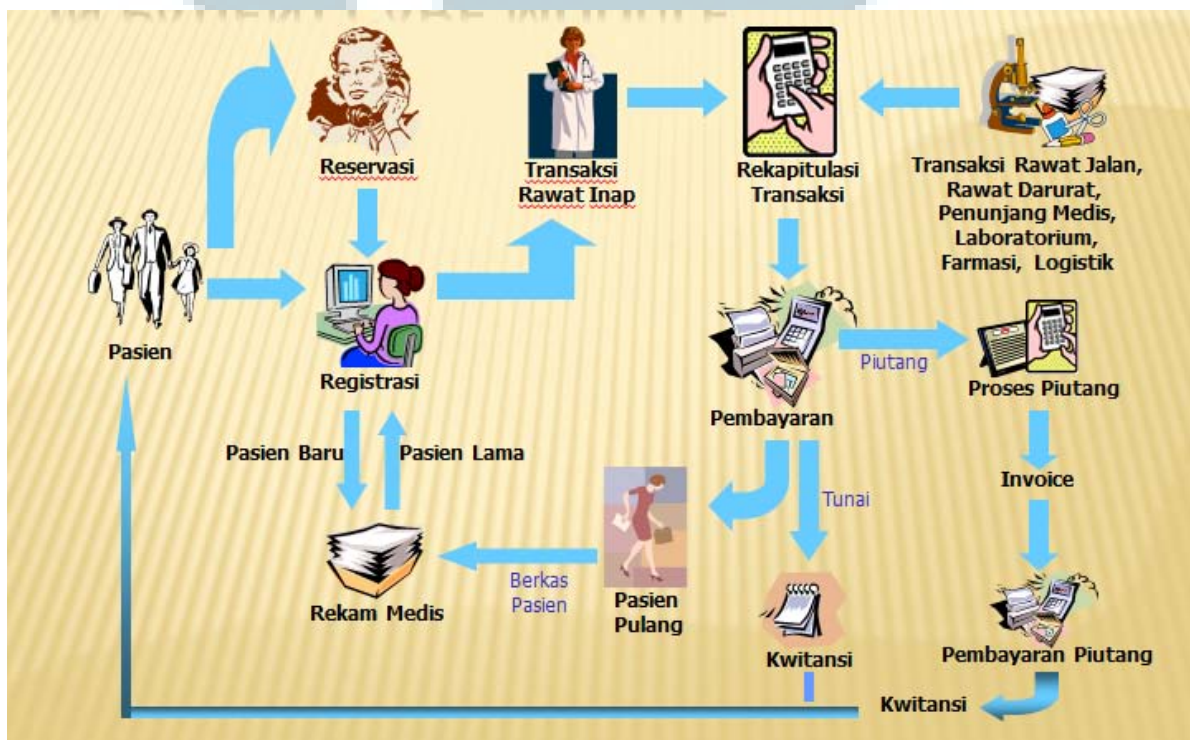 Reservasi
Transaksi
Rawat Inap
Rekapitulasi
Transaksi
Transaksi Rawat Jalan,
Rawat Darurat,
Penunjang Medis,
Laboratorium,
Farmasi, Logistik
Pasien
Registrasi
Pembayaran
Piutang
Proses Piutang
Pasien Baru
Pasien Lama
Invoice
Tunai
Rekam Medis
Berkas
Pasien
Pasien
Pulang
Kwitansi
Pembayaran Piutang
Kwitansi